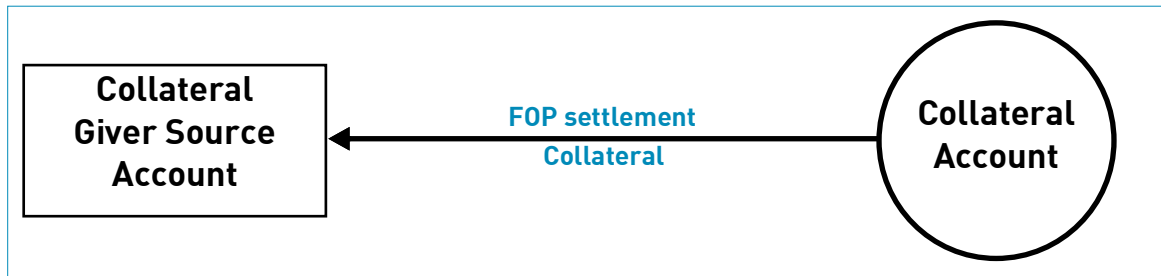 Collateral
Giver Source
Account
FOP settlement
Collateral
Collateral
Account